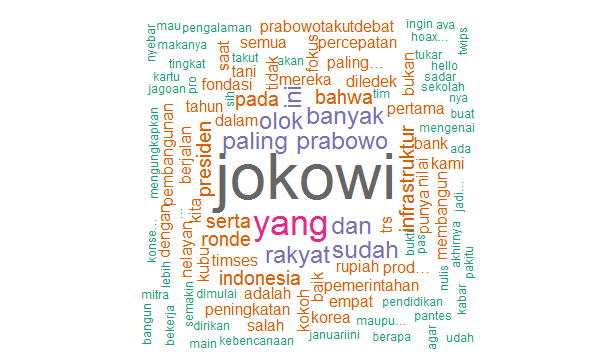 mau pengalaman prabowotakutdebat ingin ava
nyebar makanya saat semua fokus percepatan hoax... twips
tingkat takut tidak akan paling... bukan tukar hello
kartu pro fondasi tani mereka diledek sadar
jagoan sih pada ini bahwa tim sekolah
tahun dalam olok banyak pertama nya
mengungkapkan pembangunan berjalan presiden paling prabowo infrastruktur bank mengenai buat
jokowi nilai kami ada
kita punya membangun jadi...
konse... dengan serta yang dan trs pas akhirnya
nelayan ronde rakyat sudah bukti pakitu
lebih kubu timses rupiah prod... nulis
semakin indonesia baik pemerintahan kabar
mitra dimulai adalah kokoh empat pendidikan
bangun bekerja peningkatan korea maupu... pantes
dirikan salah januariini berapa agar udah
main kebencanaan